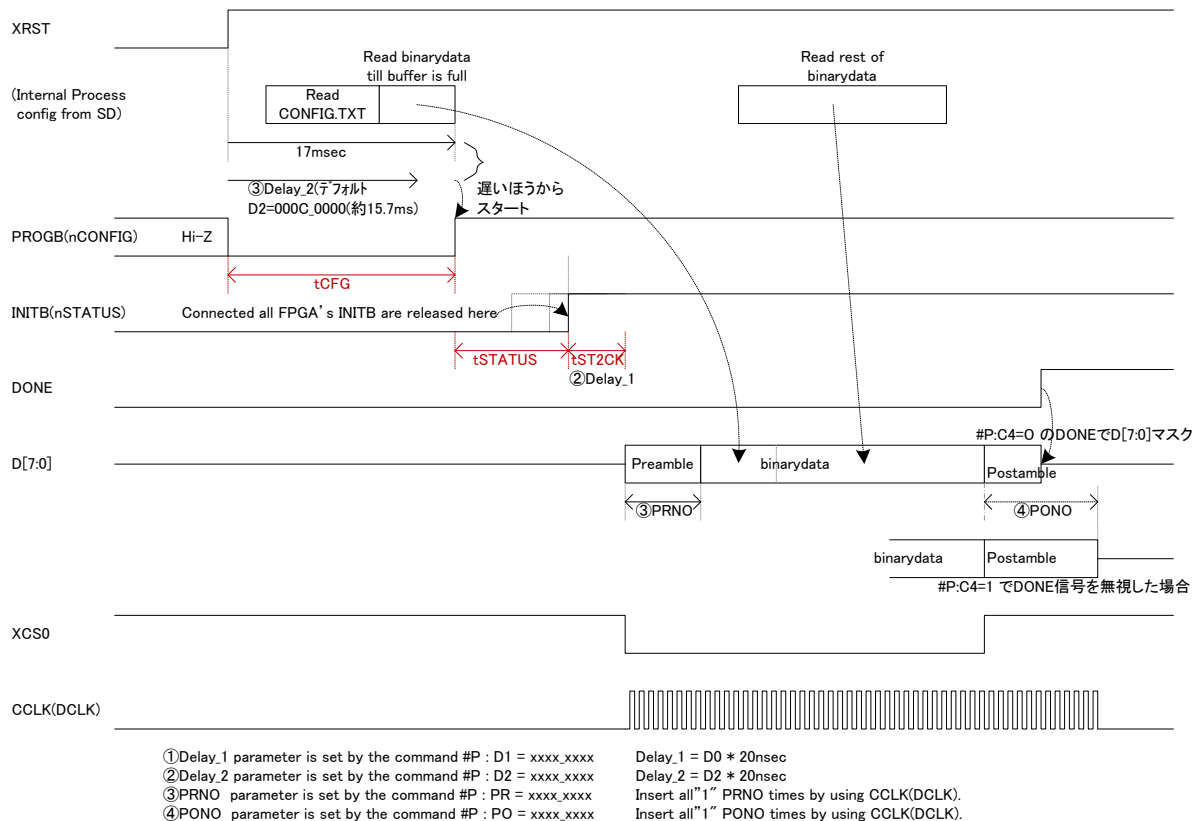 XRST
Read binarydata
till buffer is full
Read rest of
binarydata
(Internal Process
config from SD)
Read
CONFIG.TXT
17msec
③Delay_2(ﾃﾞﾌｫﾙﾄ
D2=000C_0000(約15.7ms)
遅いほうから
スタート
PROGB(nCONFIG) Hi-Z
tCFG
INITB(nSTATUS) Connected all FPGA's INITB are released here
tSTATUS
tST2CK
②Delay_1
DONE
#P:C4=0 のDONEでD[7:0]マスク
D[7:0]
Preamble
binarydata
Postamble
③PRNO
④PONO
binarydata
Postamble
#P:C4=1 でDONE信号を無視した場合
XCS0
CCLK(DCLK)
①Delay_1 parameter is set by the command #P : D1 = xxxx_xxxx Delay_1 = D0 * 20nsec
②Delay_2 parameter is set by the command #P : D2 = xxxx_xxxx Delay_2 = D2 * 20nsec
③PRNO parameter is set by the command #P : PR = xxxx_xxxx Insert all"1" PRNO times by using CCLK(DCLK).
④PONO parameter is set by the command #P : PO = xxxx_xxxx Insert all"1" PONO times by using CCLK(DCLK).